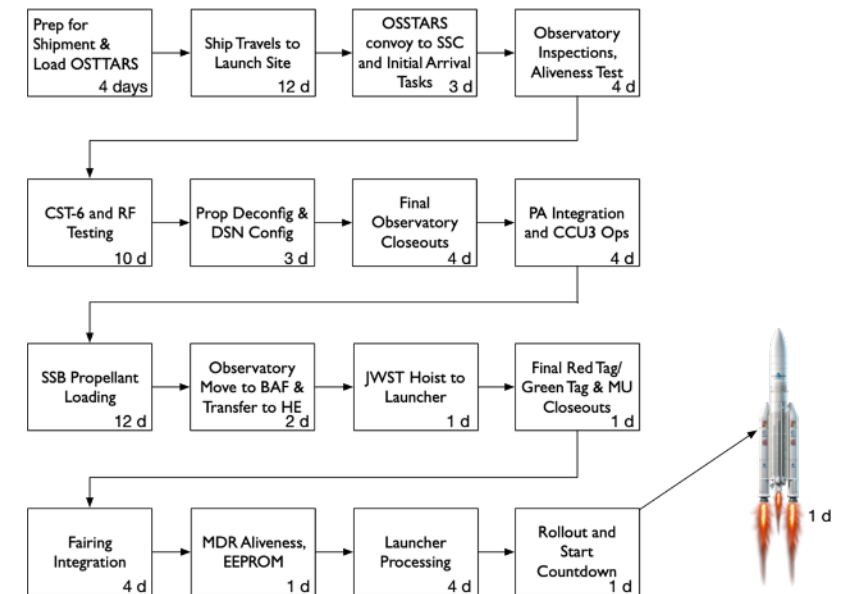 Prep for
Shipment &
Load OSTTARS
4 days
Ship Travels to
Launch Site
12 d
OSSTARS
convoy to SSC
and Initial Arrival
Tasks
3 d
Observatory
Inspections,
Aliveness Test
4 d
CST-6 and RF
Testing
10 d
Prop Deconfig &
DSN Config
3 d
Final
Observatory
Closeouts
4 d
PA Integration
and CCU3 Ops
4 d
SSB Propellant
Loading
12 d
Observatory
Move to BAF &
Transfer to HE
2 d
JWST Hoist to
Launcher
1 d
Final Red Tag/
Green Tag & MU
Closeouts
1 d
Fairing
Integration
4 d
MDR Aliveness,
EEPROM
1 d
Launcher
Processing
4 d
Rollout and
Start
Countdown
1 d
1 d